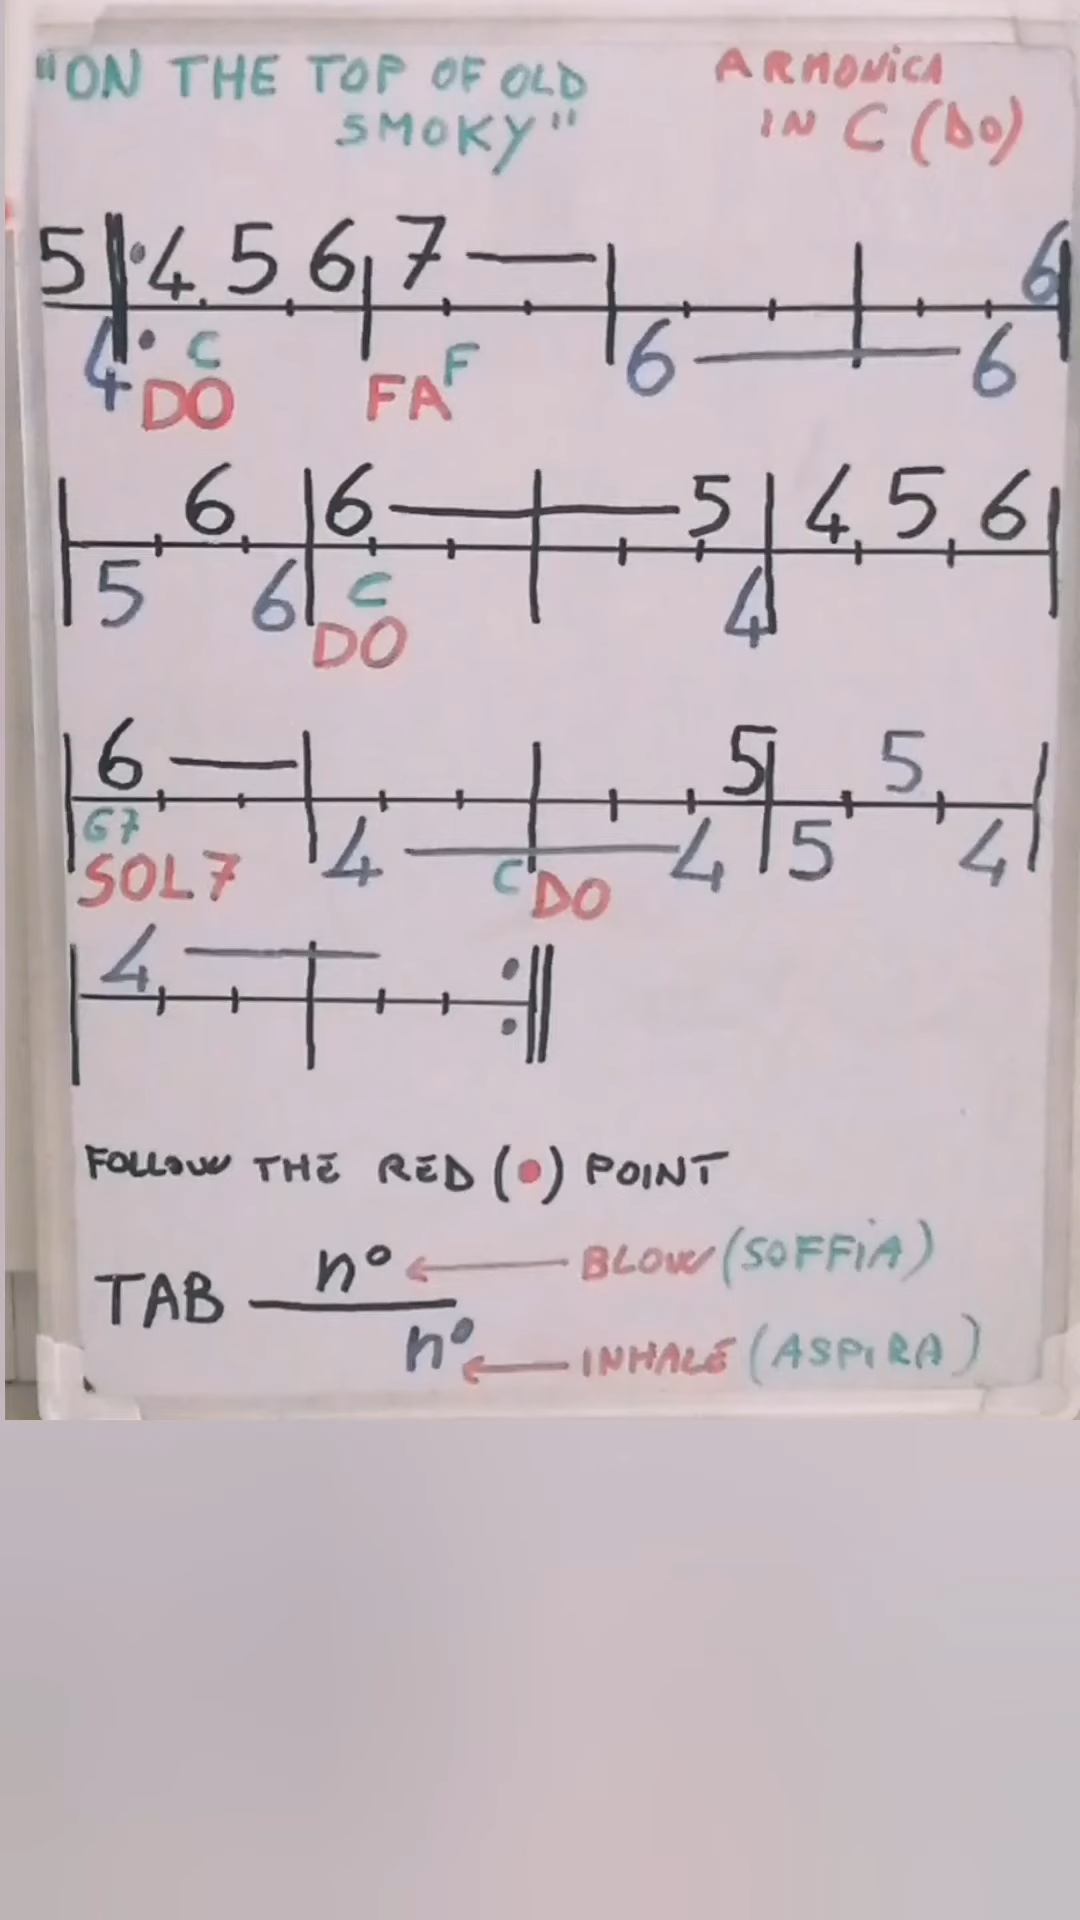 "ON THE TOP OF OLD
SMOKY"
ARMONICA
IN C (DO)
5 4 5 6 7 6
4 6 6
C F
DO FA
6 6 5 4 5 6
5 6 4
C
DO
6 5 5
4 4 5 4
G7 C
SOL7 DO
4
FOLLOW THE RED (•) POINT
TAB n° BLOW (SOFFIA)
n° INHALE (ASPIRA)